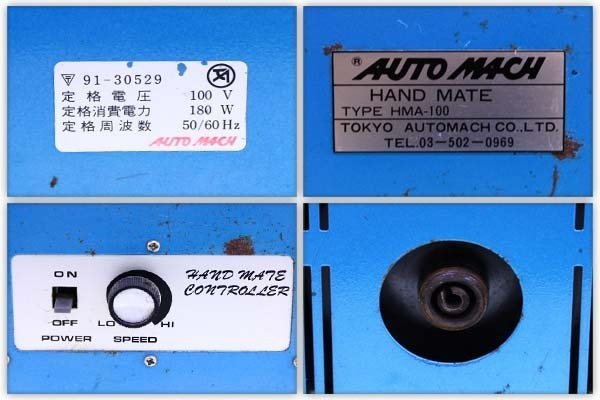 91-30529
定格電圧 100 V
定格消費電力 180 W
定格周波数 50/60 Hz
AUTO MACH
® AUTO MACH
HAND MATE
TYPE HMA-100
TOKYO AUTOMACH CO.,LTD.
TEL.03-502-0969
ON
OFF
POWER
LO HI
SPEED
HAND MATE
CONTROLLER